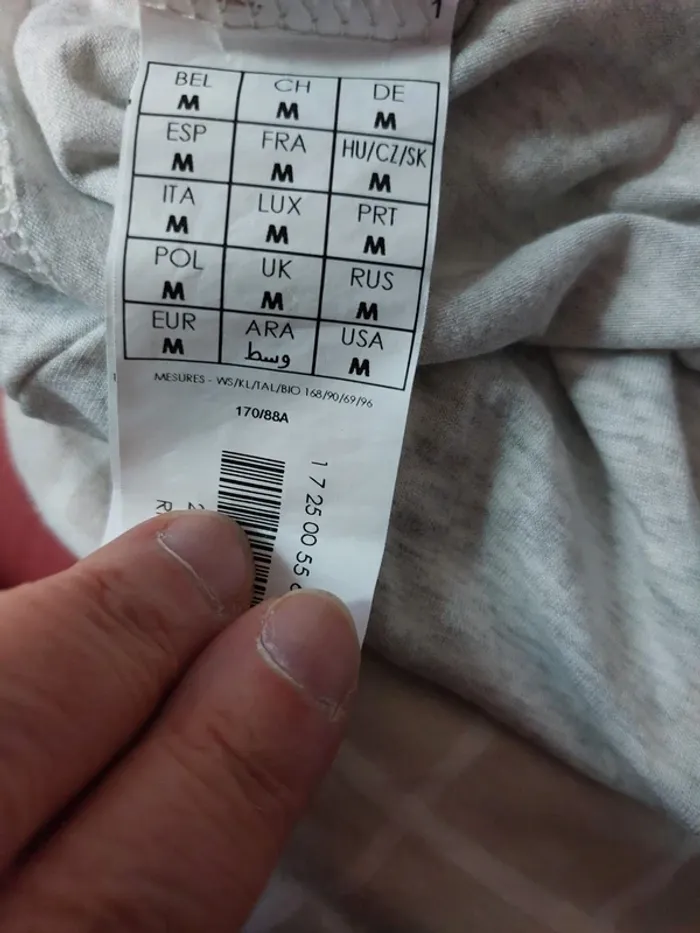 1
BEL CH DE
M M M
ESP FRA HU/CZ/SK
M M M
ITA LUX PRT
M M M
POL UK RUS
M M M
EUR ARA USA
M وسط M
MESURES - WS/KL/TAL/BIO 168/90/69/96
170/88A
1 7 25 00 55